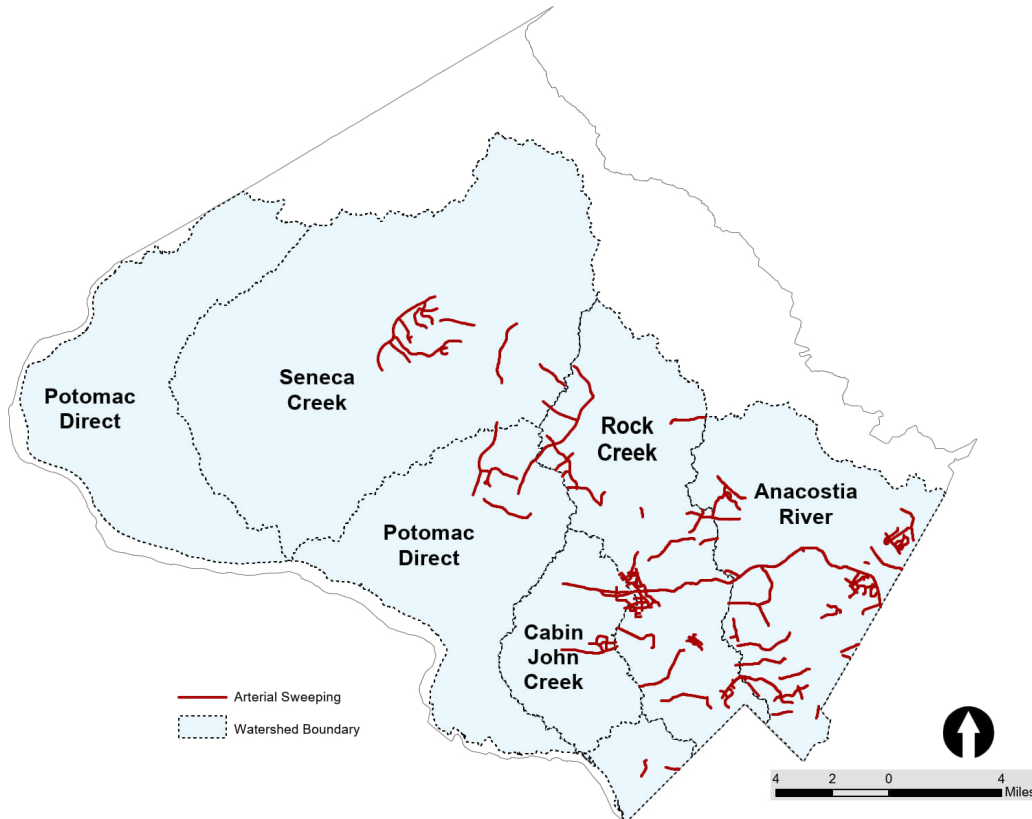 Potomac
Direct
Seneca
Creek
Rock
Creek
Anacostia
River
Potomac
Direct
Cabin
John
Creek
Arterial Sweeping
Watershed Boundary
4 2 0 4
Miles